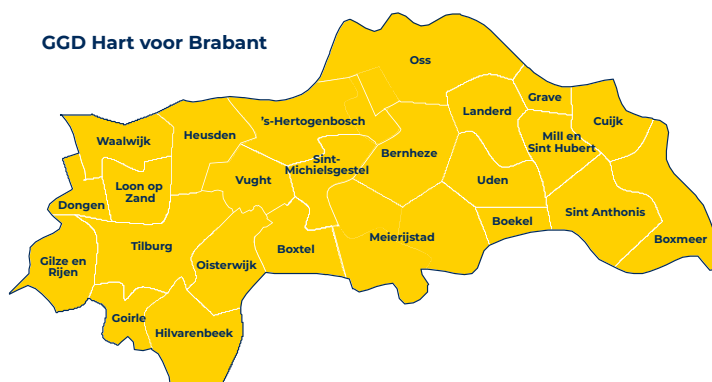 GGD Hart voor Brabant
Oss
Grave
Landerd
Cuijk
's-Hertogenbosch
Heusden
Waalwijk
Mill en
Sint Hubert
Bernheze
Sint-
Michielsgestel
Vught
Uden
Loon op
Zand
Dongen
Sint Anthonis
Boekel
Meierijstad
Boxmeer
Boxtel
Tilburg
Oisterwijk
Gilze en
Rijen
Goirle
Hilvarenbeek